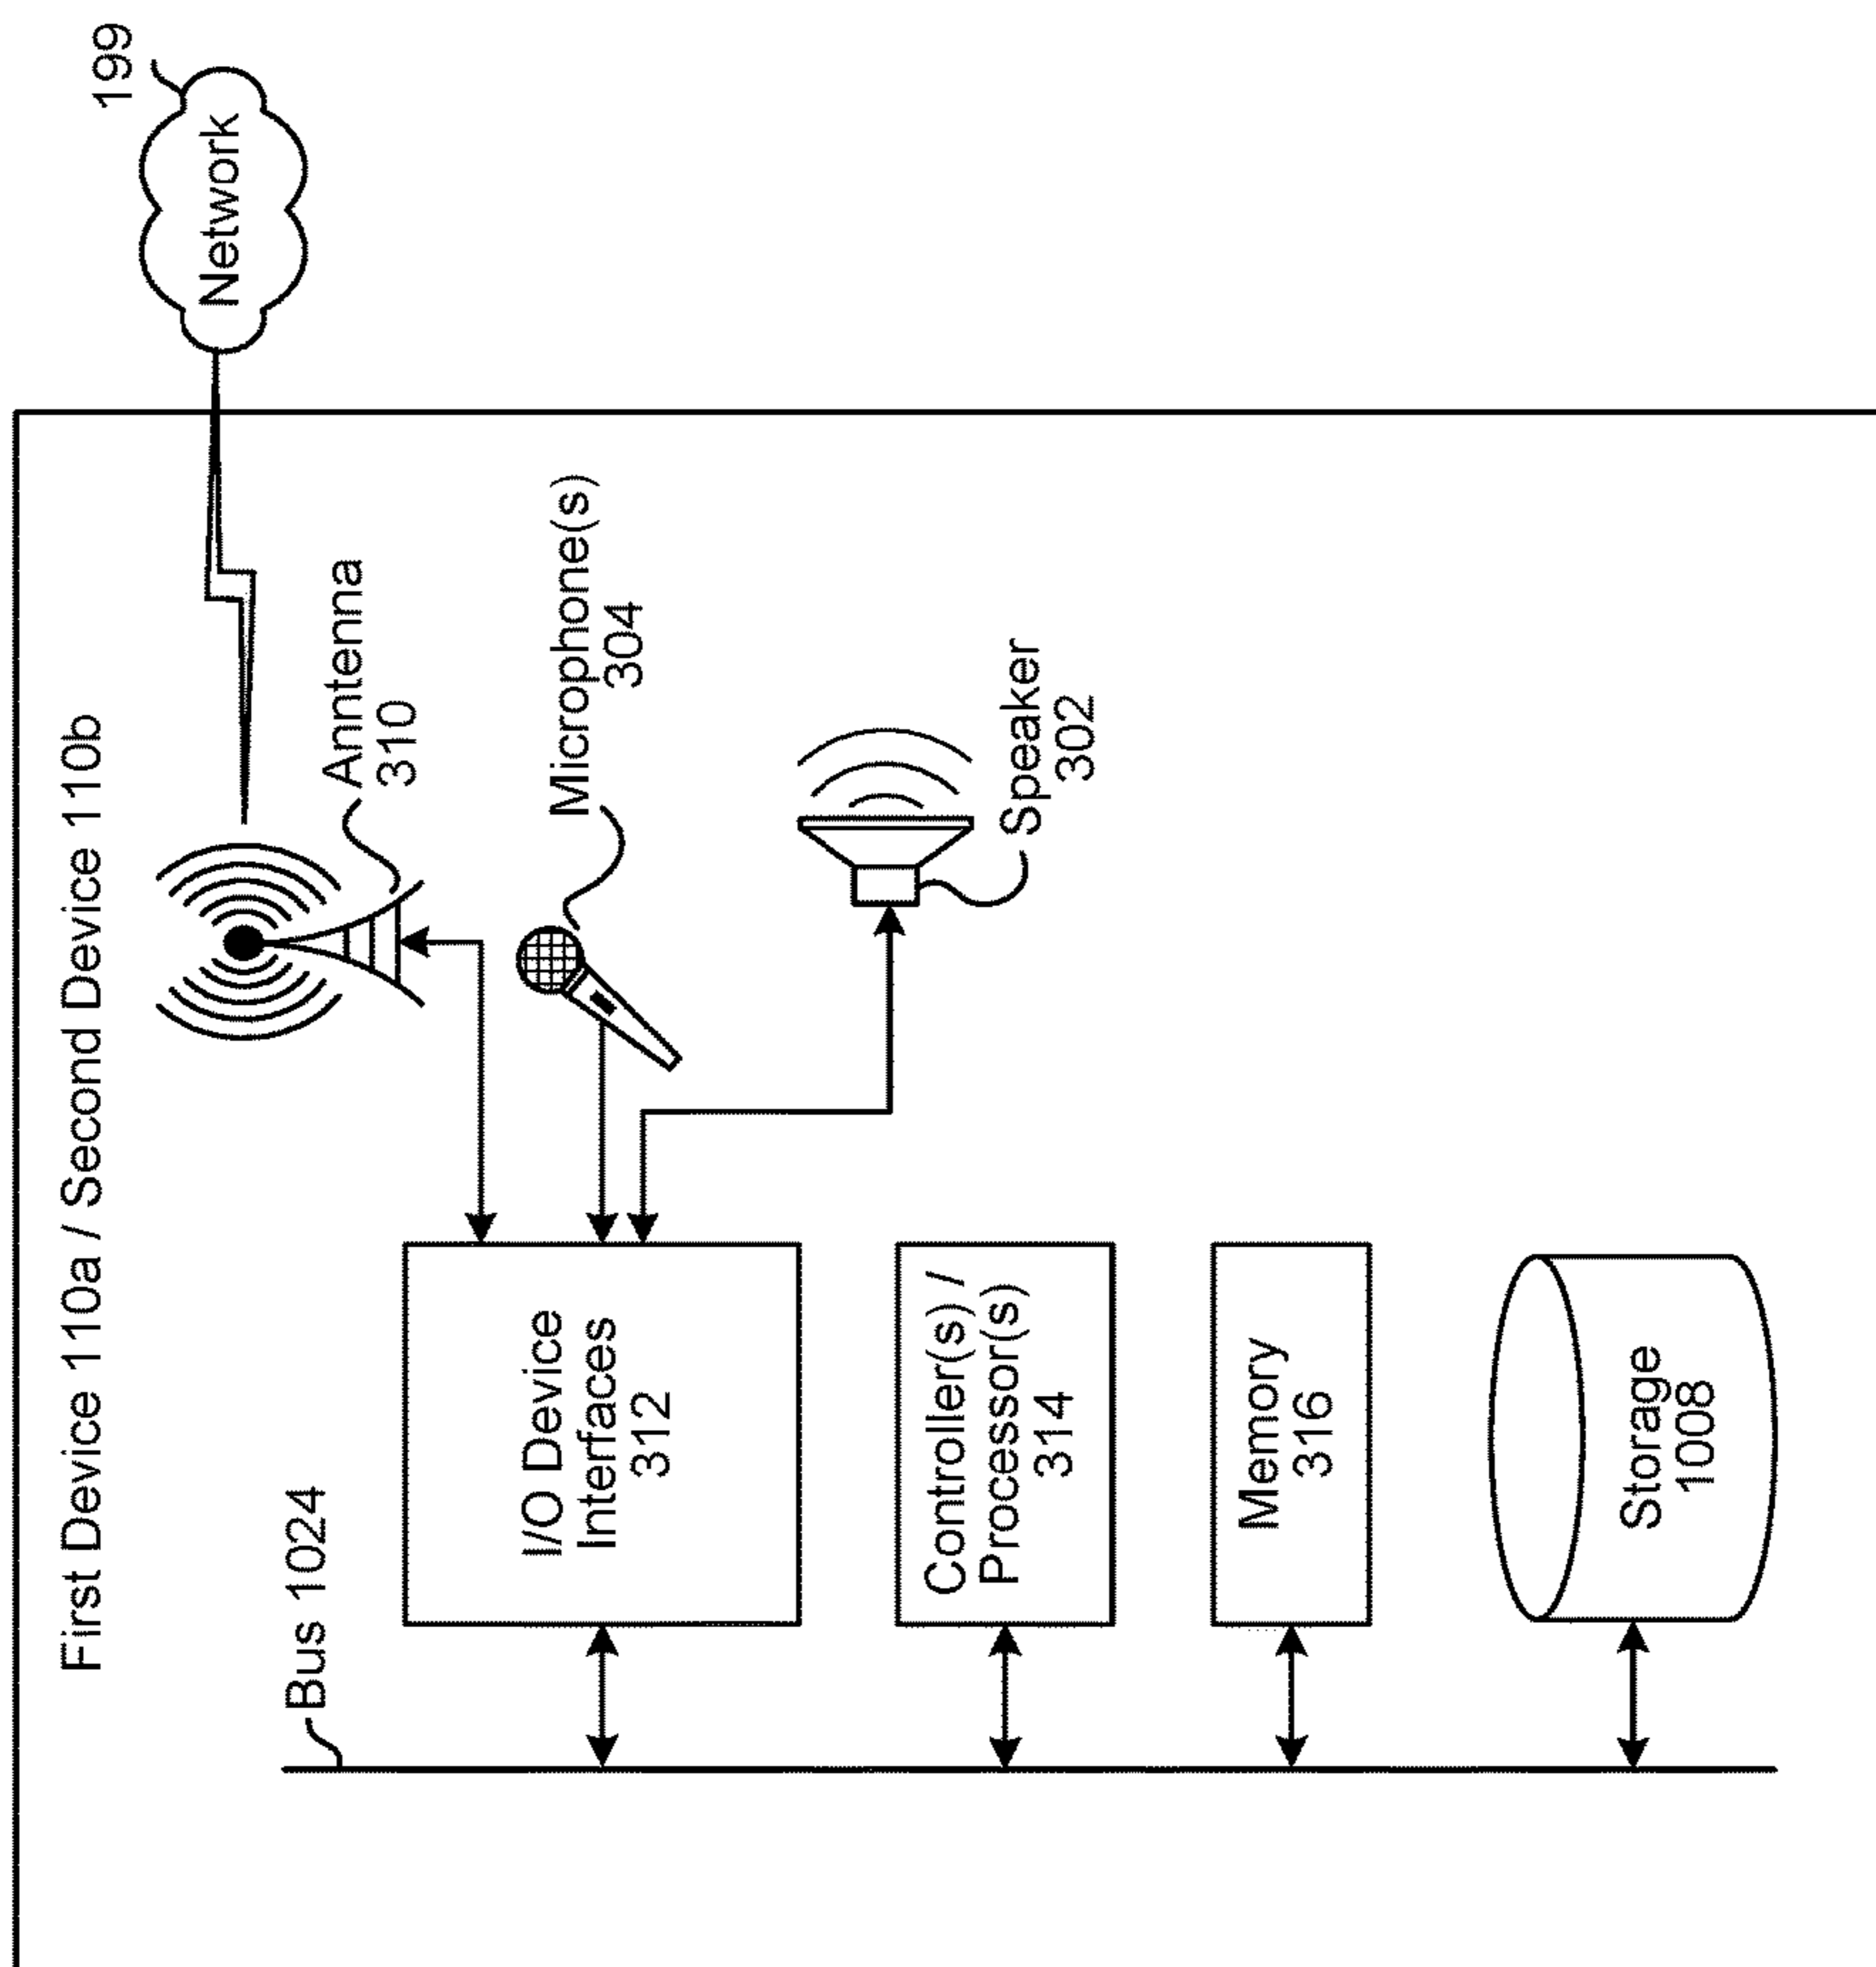 First Device 110a / Second Device 110b
199
Network
Bus 1024
Anntenna
310
I/O Device
Interfaces
312
Microphone(s)
304
Speaker
302
Controller(s) /
Processor(s)
314
Memory
316
Storage
1008